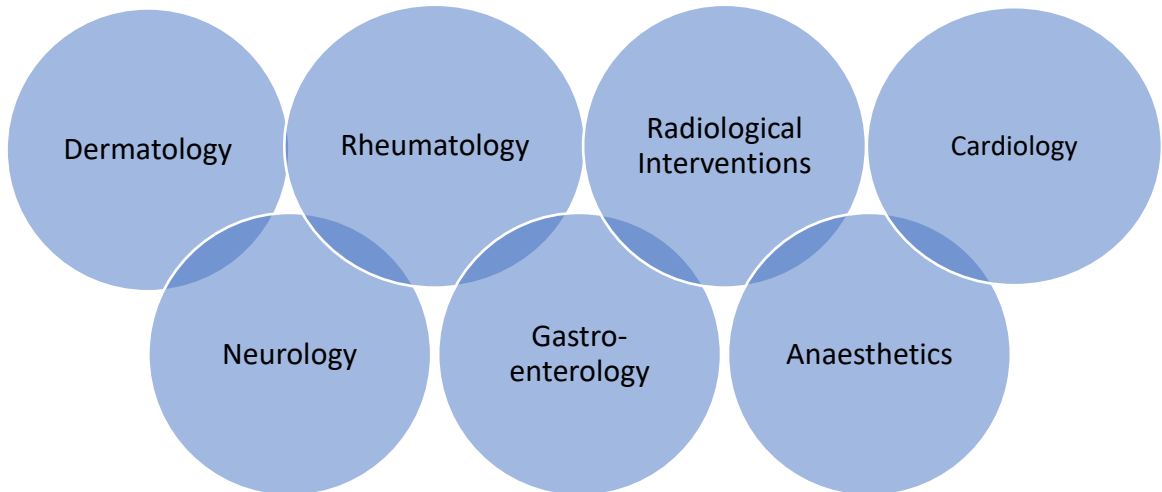 Dermatology
Rheumatology
Radiological
Interventions
Cardiology
Neurology
Gastro-
enterology
Anaesthetics